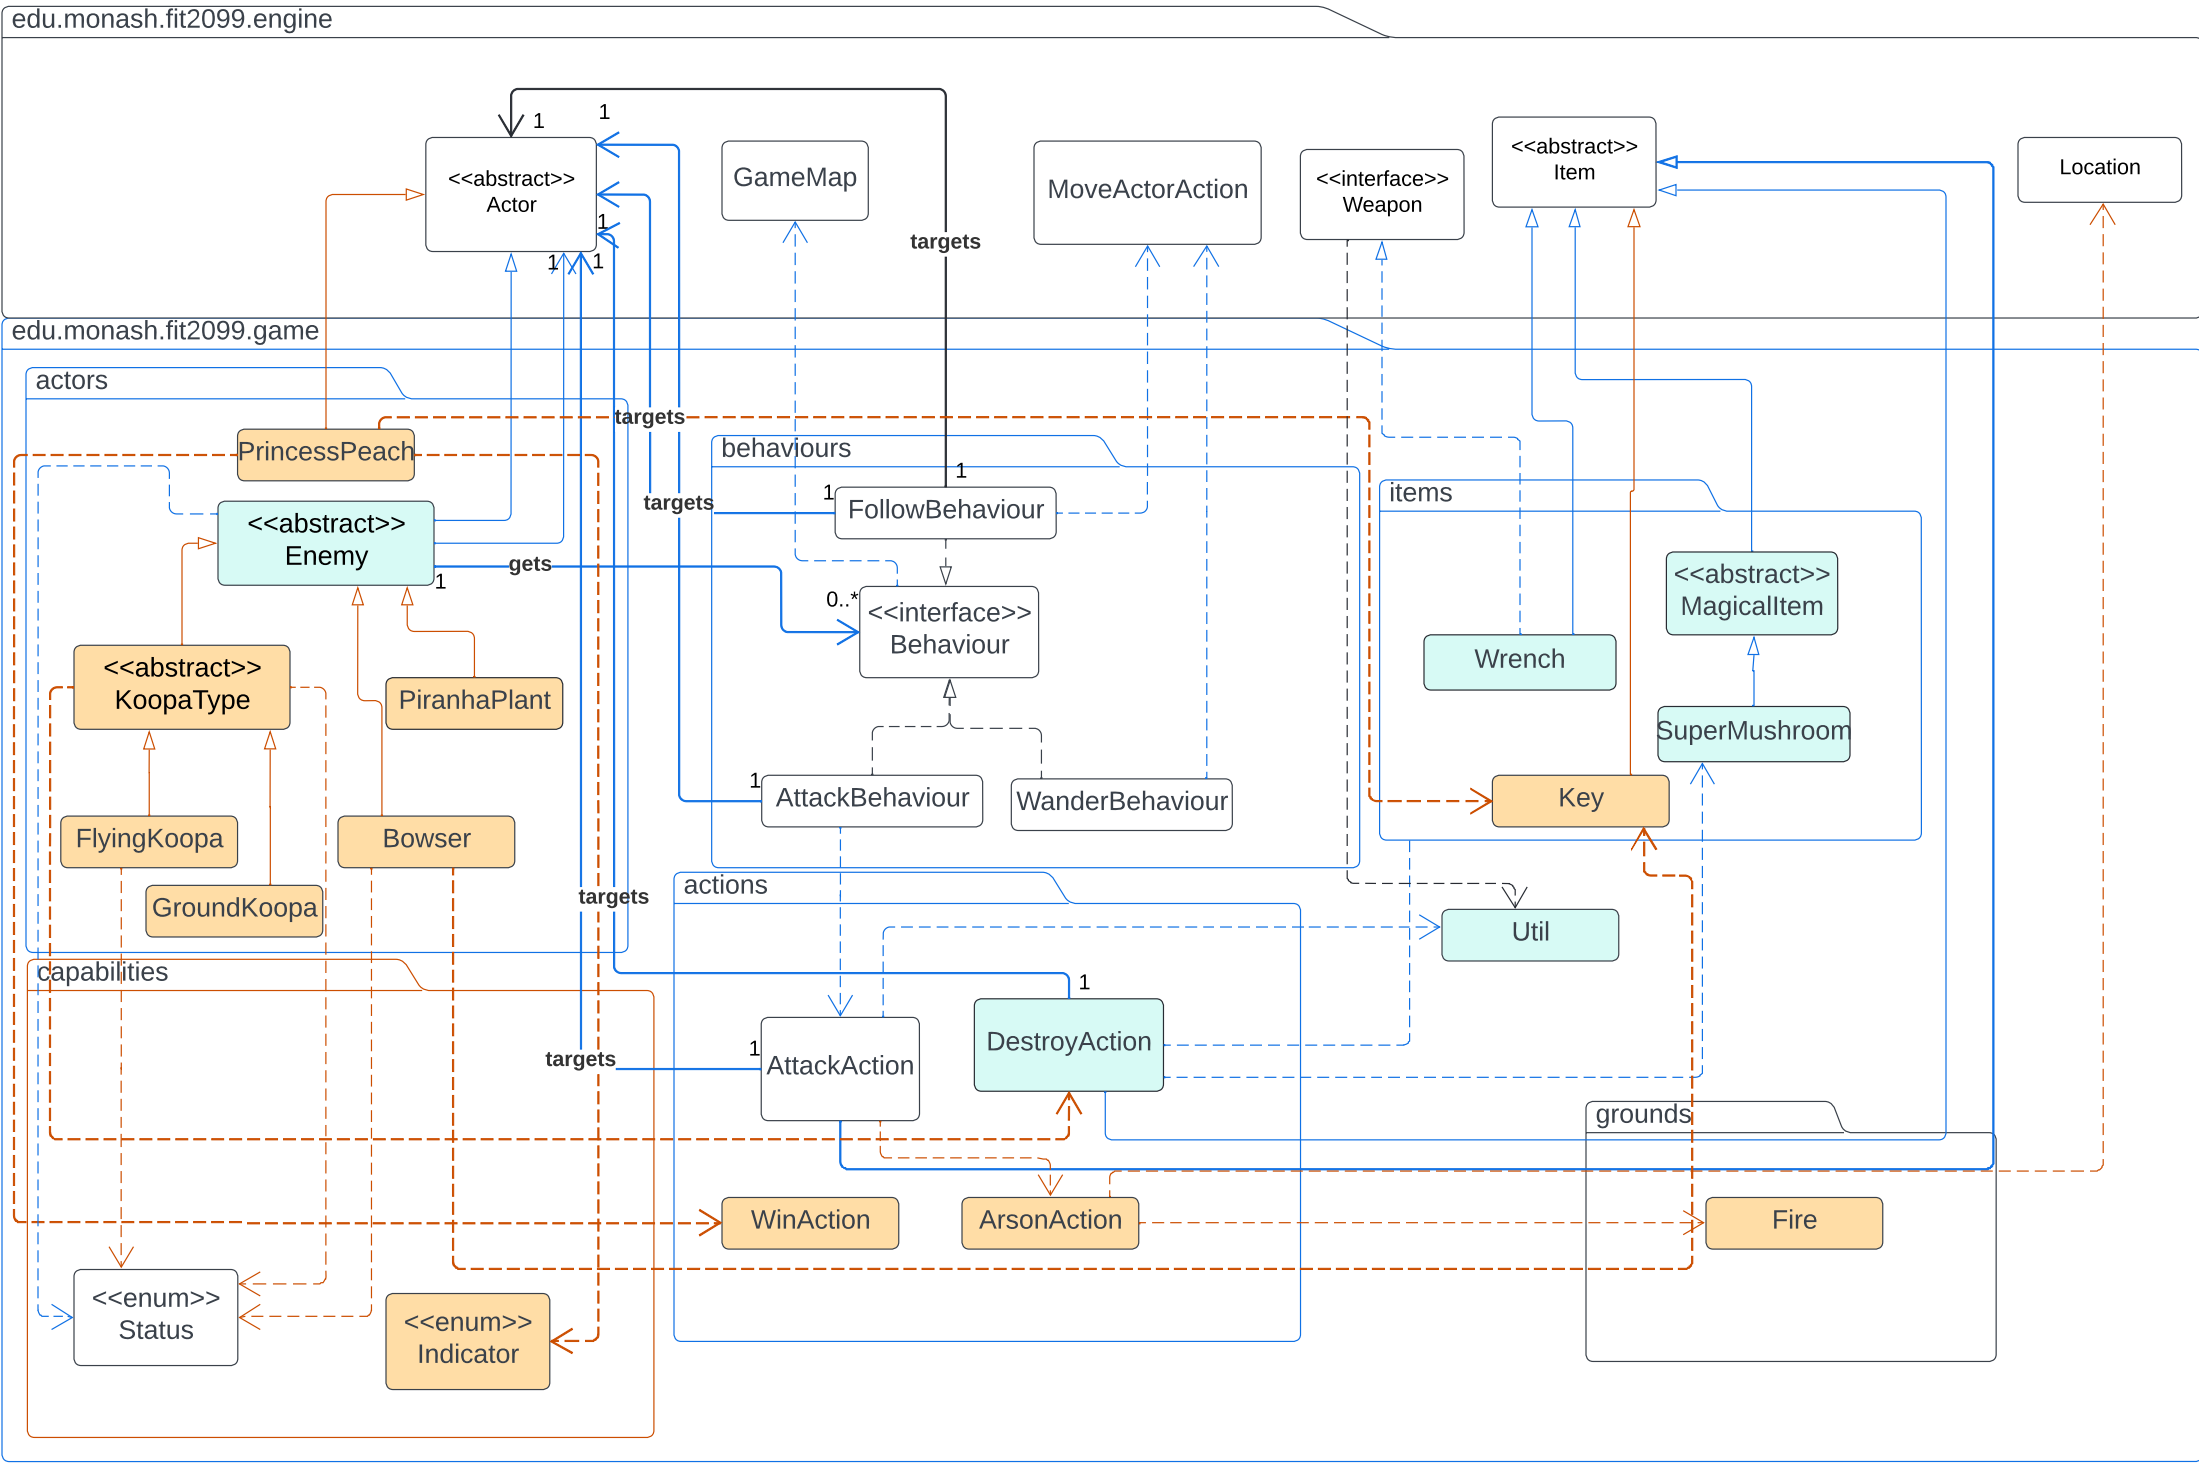 edu.monash.fit2099.engine
1
1
<<abstract>>
Actor
1
1
1
GameMap
targets
MoveActorAction
<<interface>>
Weapon
<<abstract>>
Item
Location
edu.monash.fit2099.game
actors
targets
PrincessPeach
behaviours
1
1
targets
FollowBehaviour
items
<<abstract>>
Enemy
gets
1
0..*
<<interface>>
Behaviour
<<abstract>>
MagicalItem
Wrench
<<abstract>>
KoopaType
PiranhaPlant
SuperMushroom
1
AttackBehaviour
WanderBehaviour
Key
FlyingKoopa
Bowser
GroundKoopa
targets
actions
Util
capabilities
1
DestroyAction
1
targets
AttackAction
grounds
WinAction
ArsonAction
Fire
<<enum>>
Status
<<enum>>
Indicator